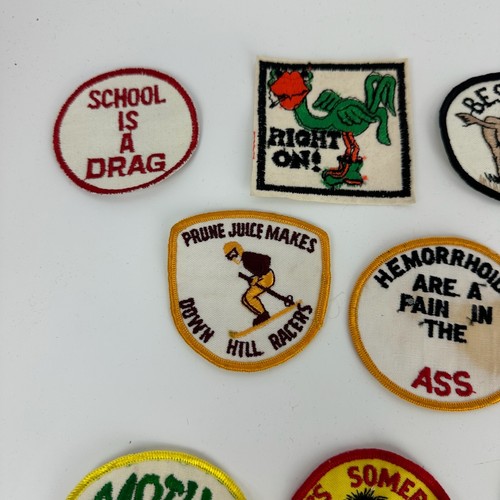 SCHOOL
IS
A
DRAG
RIGHT
ON!
PRUNE JUICE MAKES
DOWN HILL RACERS
ARE A
PAIN IN
THE
ASS